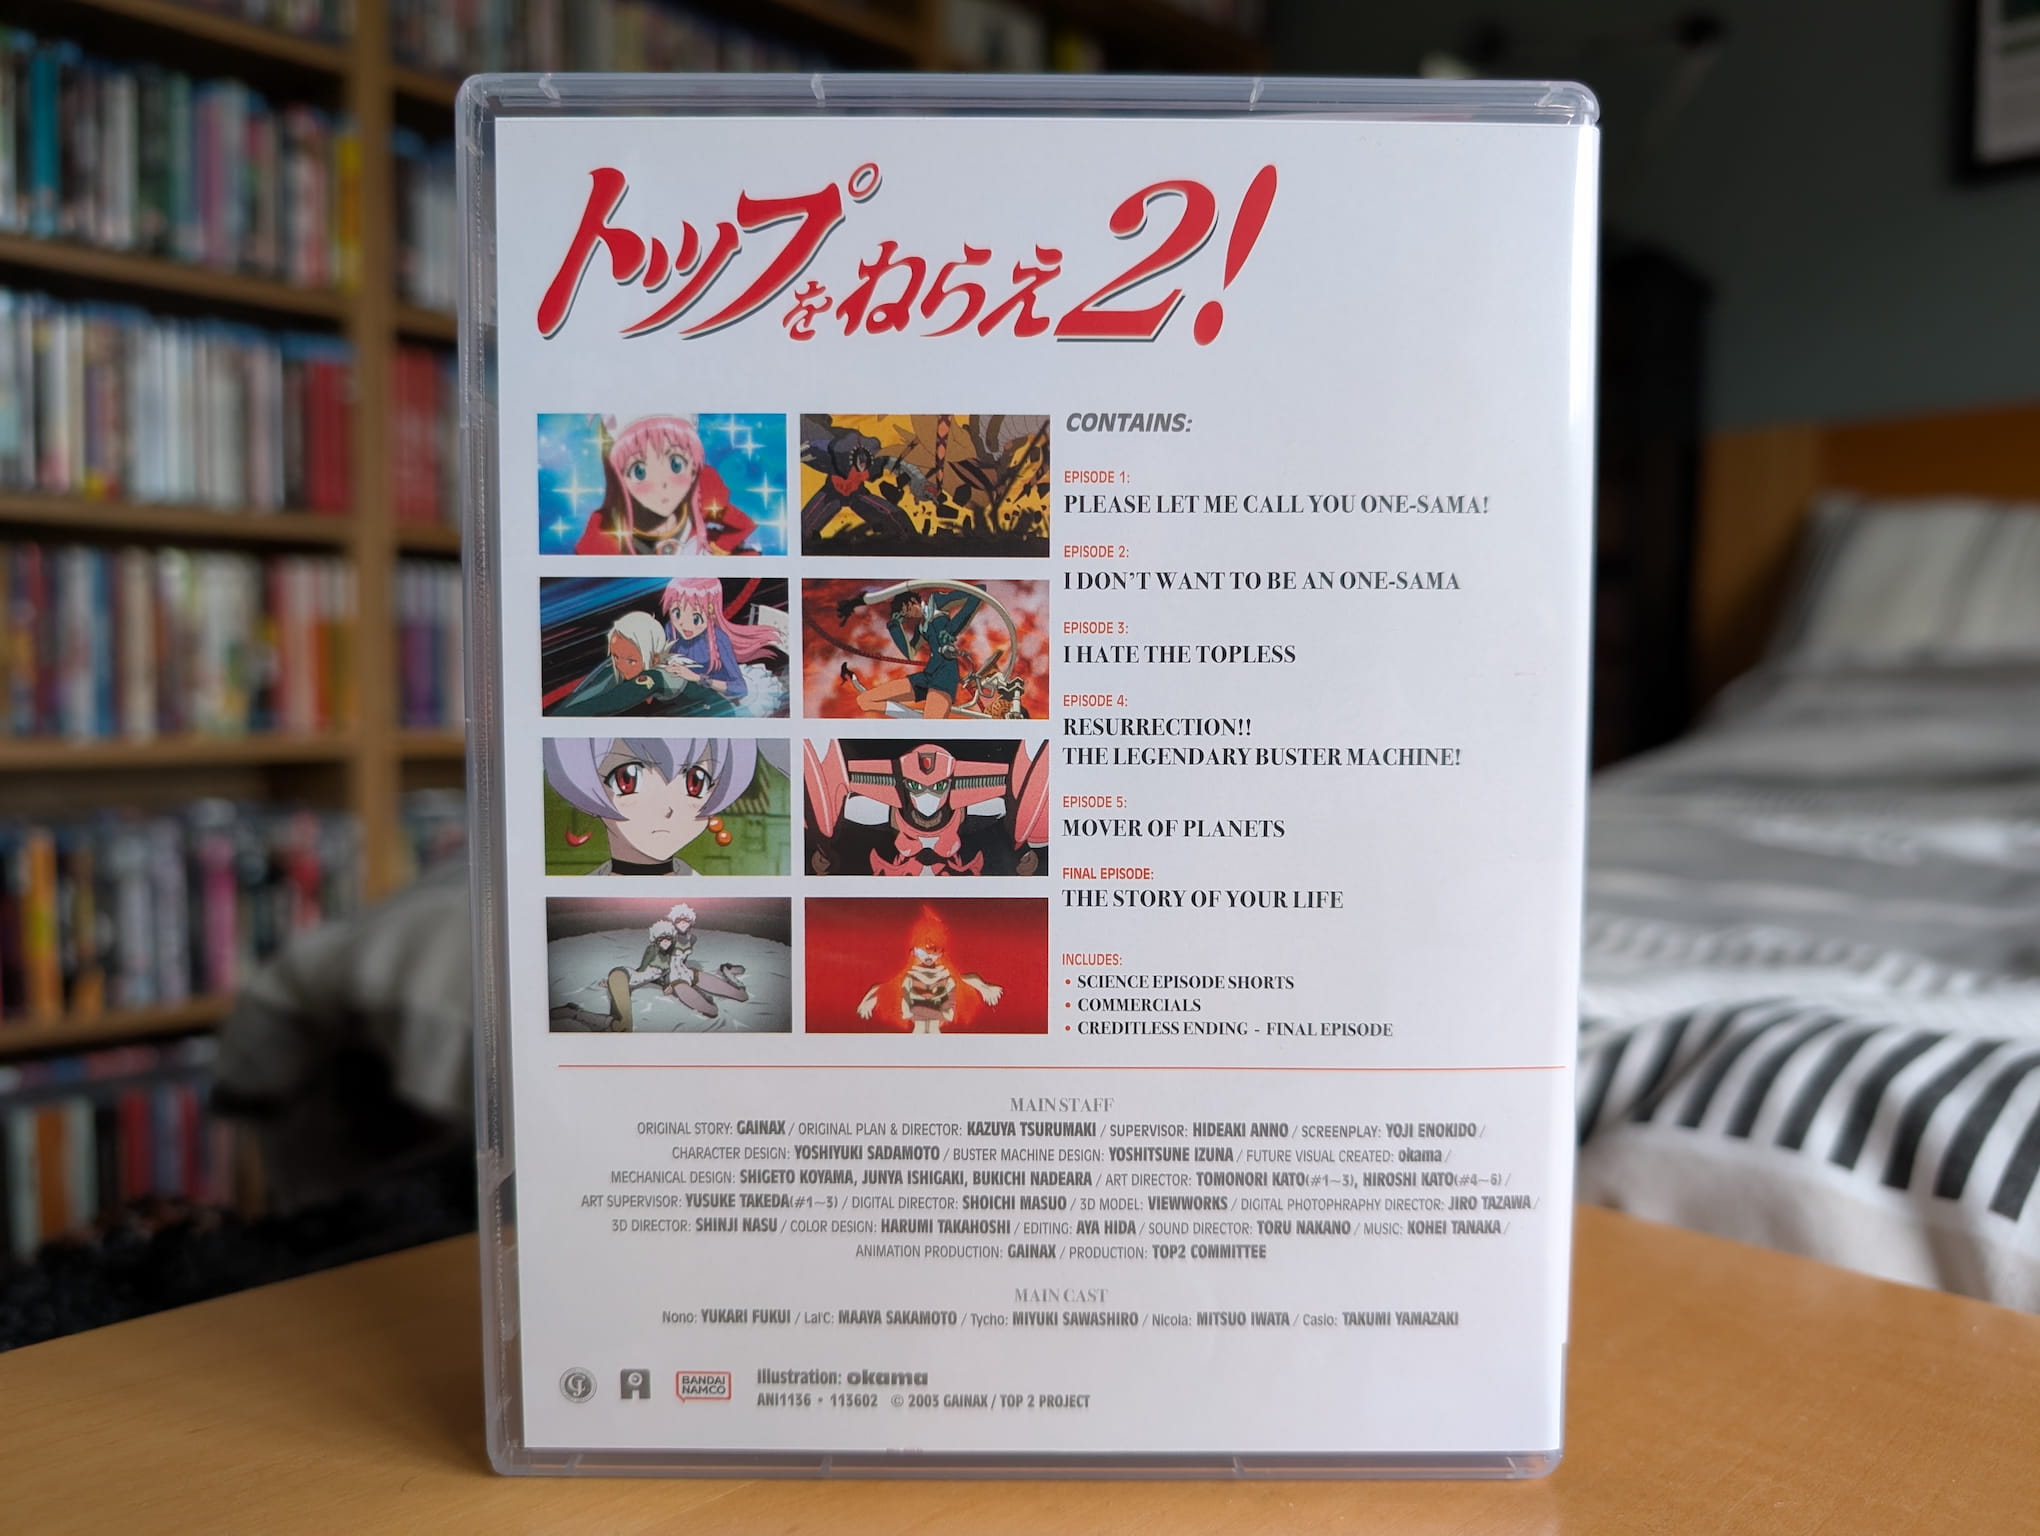 トップをねらえ2!
CONTAINS:
EPISODE 1:
PLEASE LET ME CALL YOU ONE-SAMA!
EPISODE 2:
I DON'T WANT TO BE AN ONE-SAMA
EPISODE 3:
I HATE THE TOPLESS
EPISODE 4:
RESURRECTION!!
THE LEGENDARY BUSTER MACHINE!
EPISODE 5:
MOVER OF PLANETS
FINAL EPISODE:
THE STORY OF YOUR LIFE
INCLUDES:
• SCIENCE EPISODE SHORTS
• COMMERCIALS
• CREDITLESS ENDING - FINAL EPISODE
MAIN STAFF
ORIGINAL STORY: GAINAX / ORIGINAL PLAN & DIRECTOR: KAZUYA TSURUMAKI / SUPERVISOR: HIDEAKI ANNO / SCREENPLAY: YOJI ENOKIDO /
CHARACTER DESIGN: YOSHIYUKI SADAMOTO / BUSTER MACHINE DESIGN: YOSHITSUNE IZUNA / FUTURE VISUAL CREATED: okama /
MECHANICAL DESIGN: SHIGETO KOYAMA, JUNYA ISHIGAKI, BUKICHI NADEARA / ART DIRECTOR: TOMONORI KATO(#1~3), HIROSHI KATO(#4~6) /
ART SUPERVISOR: YUSUKE TAKEDA(#1~3) / DIGITAL DIRECTOR: SHOICHI MASUO / 3D MODEL: VIEWWORKS / DIGITAL PHOTOPHRAPHY DIRECTOR: JIRO TAZAWA /
3D DIRECTOR: SHINJI NASU / COLOR DESIGN: HARUMI TAKAHOSHI / EDITING: AYA HIDA / SOUND DIRECTOR: TORU NAKANO / MUSIC: KOHEI TANAKA /
ANIMATION PRODUCTION: GAINAX / PRODUCTION: TOP2 COMMITTEE
MAIN CAST
Nono: YUKARI FUKUI / Lal'C: MAAYA SAKAMOTO / Tycho: MIYUKI SAWASHIRO / Nicola: MITSUO IWATA / Casio: TAKUMI YAMAZAKI
BANDAI
NAMCO
Illustration: okama
ANI1136 • 113602 © 2003 GAINAX / TOP 2 PROJECT